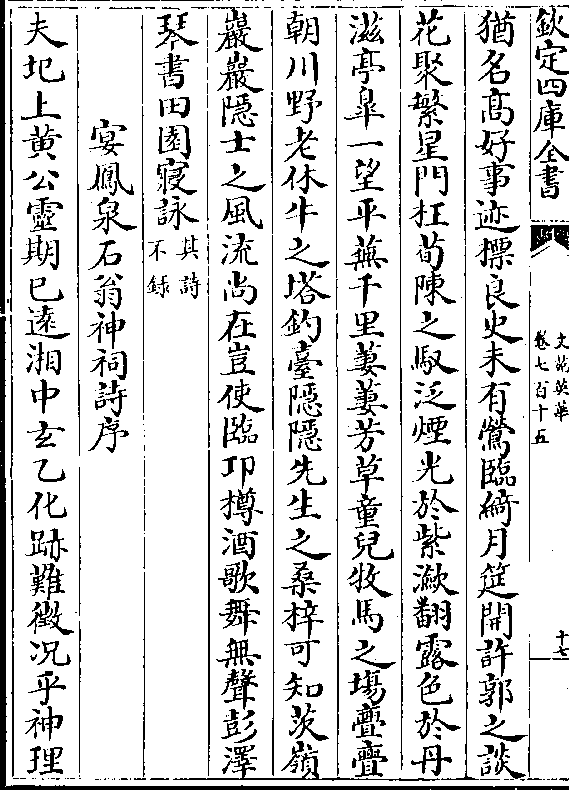 欽定四庫全書
文苑英華
卷七百十五
十七
猶名高好事迹摽良史未有鶯臨綺月筵開許郭之談
花聚繁星門枉荀陳之馭泛煙光於紫漵翻露色於丹
滋亭臯一望平蕪千里萋萋芳草童兒牧馬之塲亹亹
朝川野老休牛之塔釣臺隱隱先生之桑梓可知茨嶺
巖巖隱士之風流尚在豈使臨邛樽酒歌舞無聲彭澤
琴書田園寢詠其詩不録
宴鳳泉石翁神祠詩序
夫圯上黄公靈期已遠湘中玄乙化跡難徴况乎神理